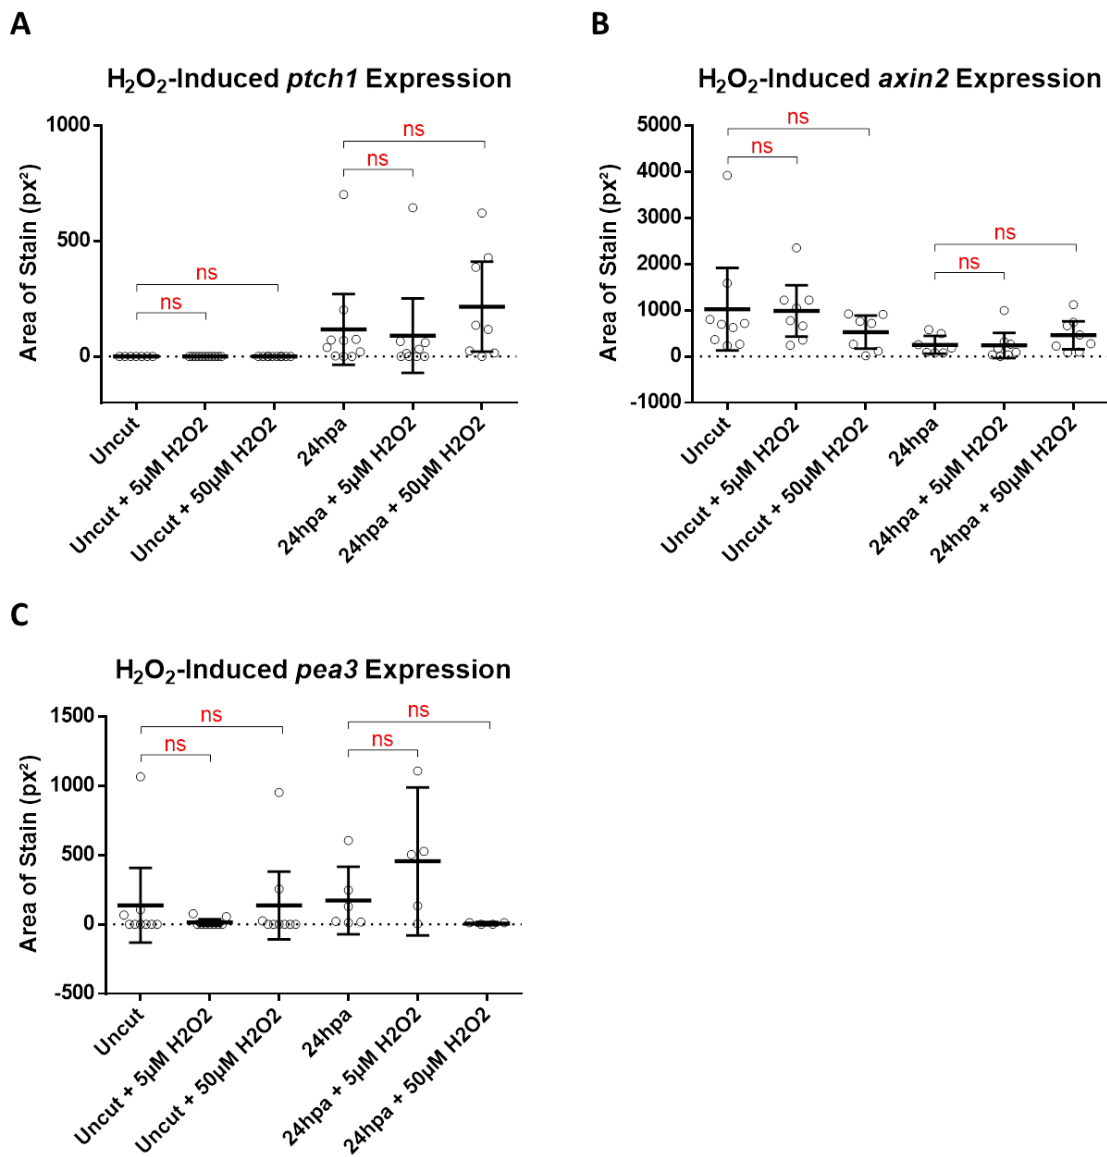 A
H₂O₂-Induced ptch1 Expression
Area of Stain (px²)
1000
500
0
ns
ns
ns
ns
Uncut
Uncut + 5µM H2O2
Uncut + 50µM H2O2
24hpa
24hpa + 5µM H2O2
24hpa + 50µM H2O2
B
H₂O₂-Induced axin2 Expression
Area of Stain (px²)
5000
4000
3000
2000
1000
0
-1000
ns
ns
ns
ns
Uncut
Uncut + 5µM H2O2
Uncut + 50µM H2O2
24hpa
24hpa + 5µM H2O2
24hpa + 50µM H2O2
C
H₂O₂-Induced pea3 Expression
Area of Stain (px²)
1500
1000
500
0
-500
ns
ns
ns
ns
Uncut
Uncut + 5µM H2O2
Uncut + 50µM H2O2
24hpa
24hpa + 5µM H2O2
24hpa + 50µM H2O2